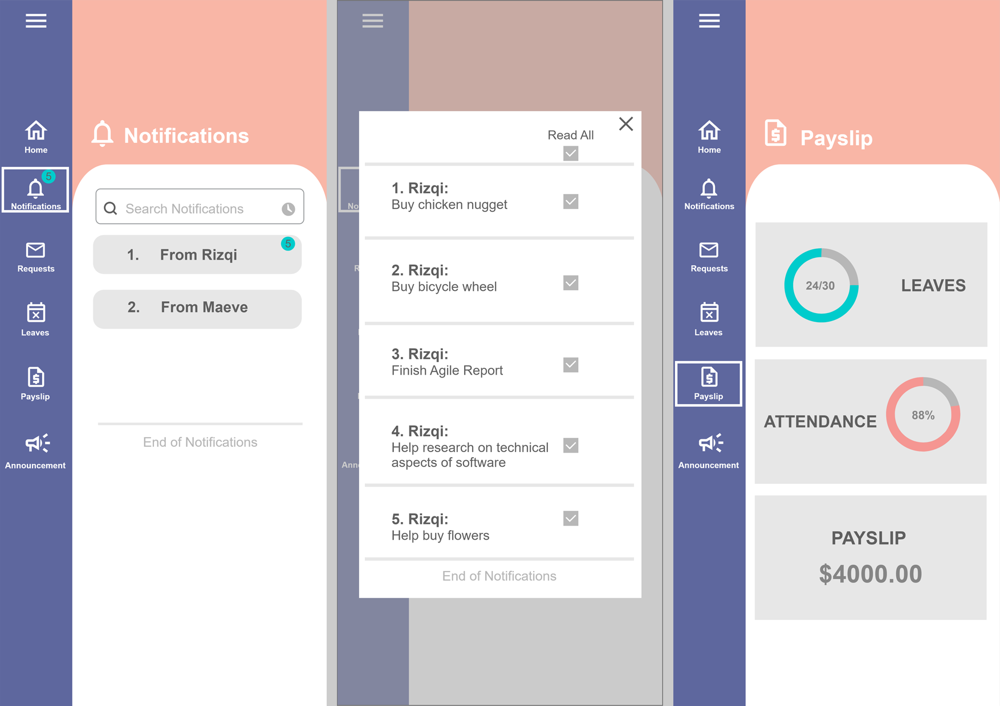 Home
5
Notifications
Requests
Leaves
Payslip
Announcement
Notifications
Search Notifications
1. From Rizqi
5
2. From Maeve
End of Notifications
No
R
Ann
Read All
1. Rizqi:
Buy chicken nugget
2. Rizqi:
Buy bicycle wheel
3. Rizqi:
Finish Agile Report
4. Rizqi:
Help research on technical
aspects of software
5. Rizqi:
Help buy flowers
End of Notifications
Home
Notifications
Requests
Leaves
Payslip
Announcement
Payslip
24/30
LEAVES
ATTENDANCE
88%
PAYSLIP
$4000.00